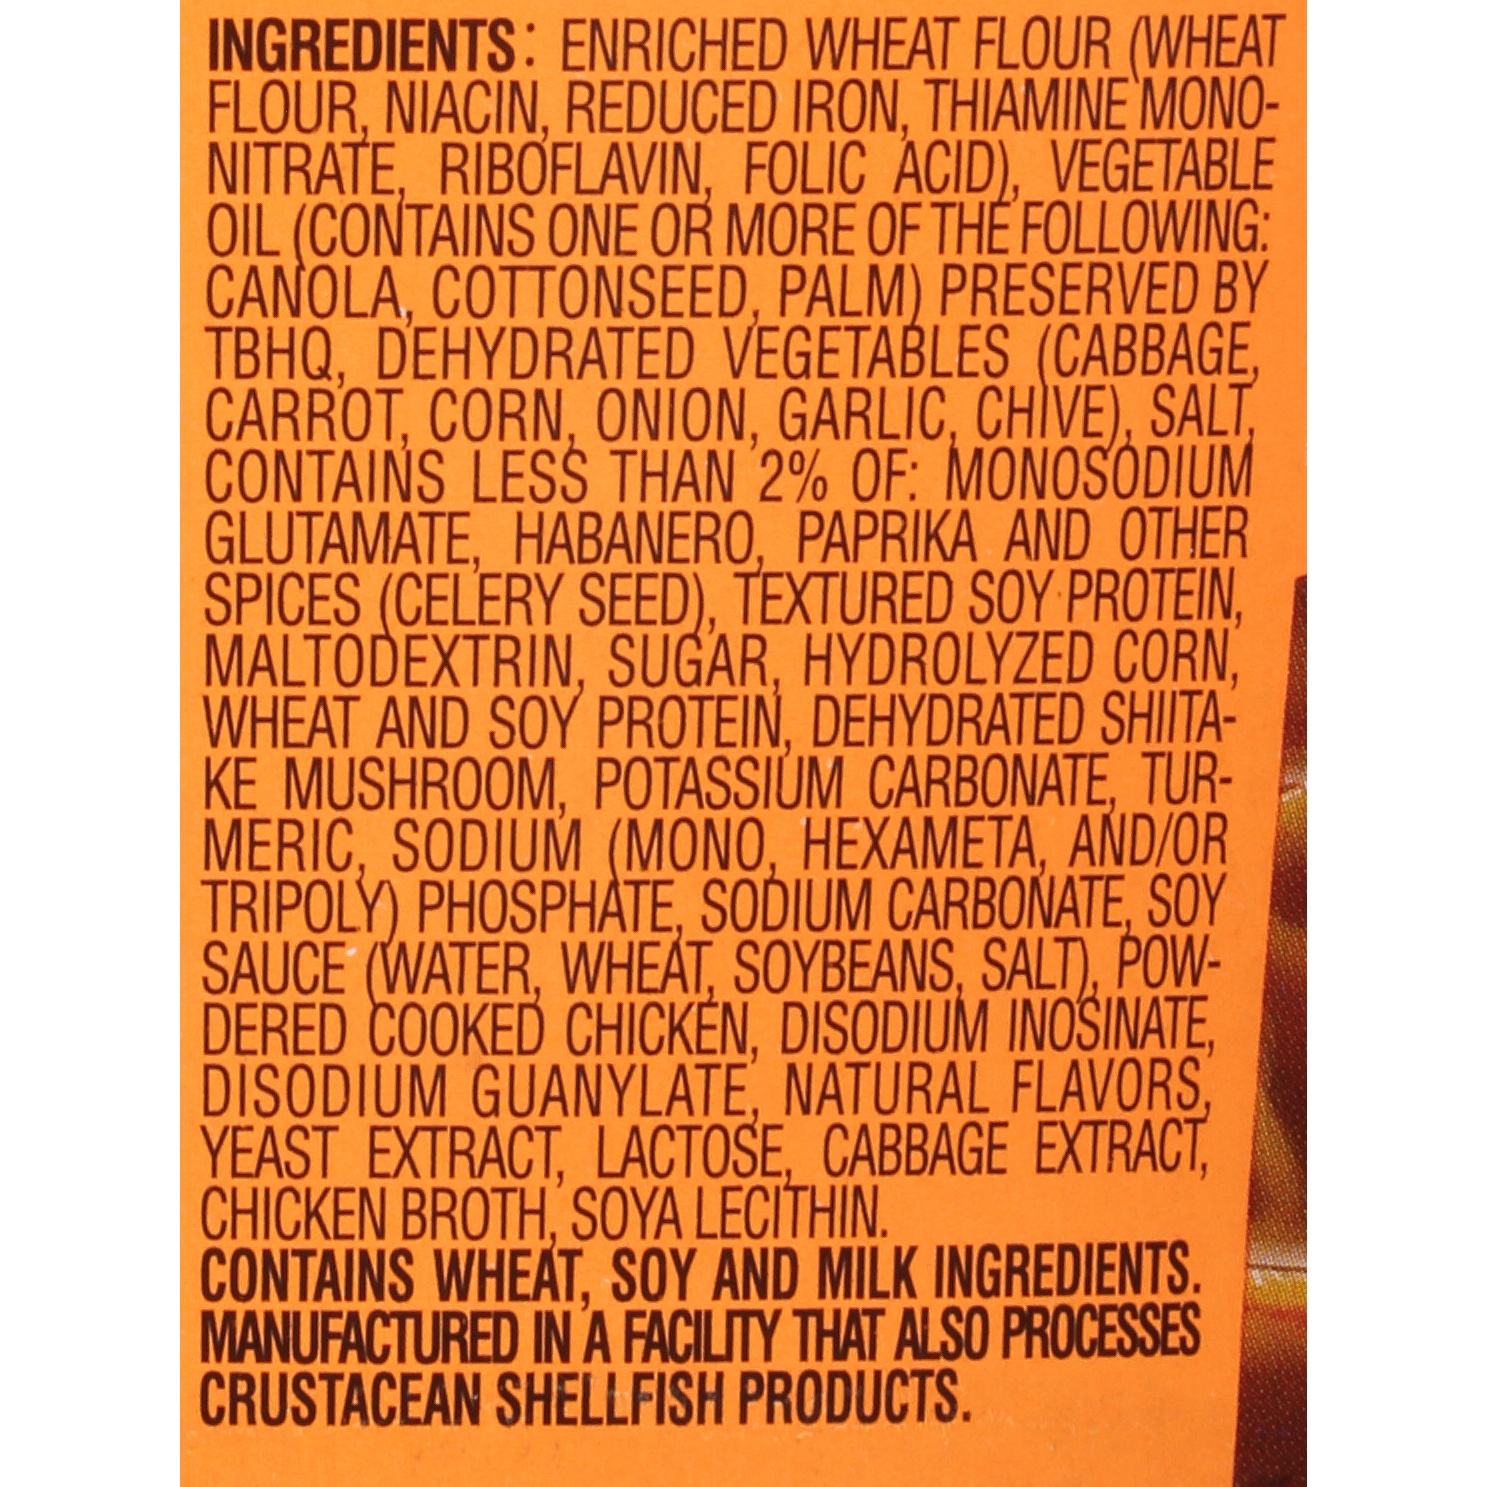 INGREDIENTS: ENRICHED WHEAT FLOUR (WHEAT
FLOUR, NIACIN, REDUCED IRON, THIAMINE MONO-
NITRATE, RIBOFLAVIN, FOLIC ACID), VEGETABLE
OIL (CONTAINS ONE OR MORE OF THE FOLLOWING:
CANOLA, COTTONSEED, PALM) PRESERVED BY
TBHQ, DEHYDRATED VEGETABLES (CABBAGE,
CARROT, CORN, ONION, GARLIC, CHIVE), SALT,
CONTAINS LESS THAN 2% OF: MONOSODIUM
GLUTAMATE, HABANERO, PAPRIKA AND OTHER
SPICES (CELERY SEED), TEXTURED SOY PROTEIN,
MALTODEXTRIN, SUGAR, HYDROLYZED CORN,
WHEAT AND SOY PROTEIN, DEHYDRATED SHIITA-
KE MUSHROOM, POTASSIUM CARBONATE, TUR-
MERIC, SODIUM (MONO, HEXAMETA, AND/OR
TRIPOLY) PHOSPHATE, SODIUM CARBONATE, SOY
SAUCE (WATER, WHEAT, SOYBEANS, SALT), POW-
DERED COOKED CHICKEN, DISODIUM INOSINATE,
DISODIUM GUANYLATE, NATURAL FLAVORS,
YEAST EXTRACT, LACTOSE, CABBAGE EXTRACT,
CHICKEN BROTH, SOYA LECITHIN.
CONTAINS WHEAT, SOY AND MILK INGREDIENTS.
MANUFACTURED IN A FACILITY THAT ALSO PROCESSES
CRUSTACEAN SHELLFISH PRODUCTS.